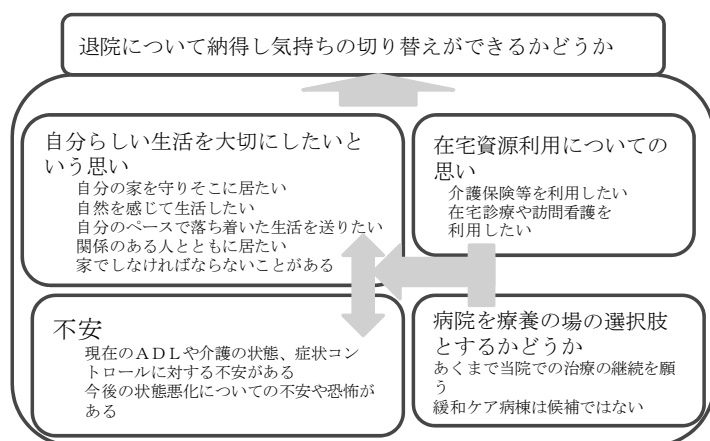 退院について納得し気持ちの切り替えができるかどうか
自分らしい生活を大切にしたいと
いう思い
自分の家を守りそこに居たい
自然を感じて生活したい
自分のペースで落ち着いた生活を送りたい
関係のある人とともに居たい
家でしなければならないことがある
在宅資源利用についての
思い
介護保険等を利用したい
在宅診療や訪問看護を
利用したい
不安
現在のＡＤＬや介護の状態、症状コン
トロールに対する不安がある
今後の状態悪化についての不安や恐怖が
ある
病院を療養の場の選択肢
とするかどうか
あくまで当院での治療の継続を願
う
緩和ケア病棟は候補ではない